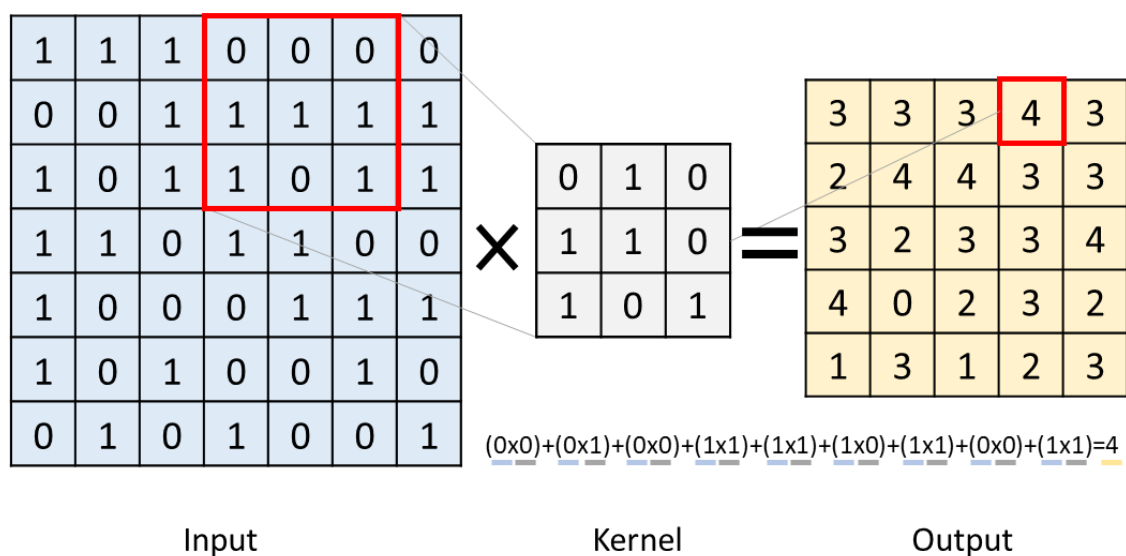 1 1 1 0 0 0 0
0 0 1 1 1 1 1
1 0 1 1 0 1 1
1 1 0 1 1 0 0
1 0 0 0 1 1 1
1 0 1 0 0 1 0
0 1 0 1 0 0 1
×
0 1 0
1 1 0
1 0 1
=
3 3 3 4 3
2 4 4 3 3
3 2 3 3 4
4 0 2 3 2
1 3 1 2 3
(0x0)+(0x1)+(0x0)+(1x1)+(1x1)+(1x0)+(1x1)+(0x0)+(1x1)=4
Input Kernel Output